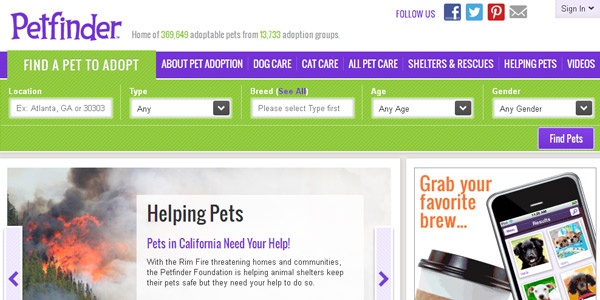 Petfinder
Home of 369,649 adoptable pets from 13,733 adoption groups.
FOLLOW US
Sign In
FIND A PET TO ADOPT
ABOUT PET ADOPTION
DOG CARE
CAT CARE
ALL PET CARE
SHELTERS & RESCUES
HELPING PETS
VIDEOS
Location
Type
Breed (See All)
Age
Gender
Ex: Atlanta, GA or 30303
Any
Please select Type first
Any Age
Any Gender
Find Pets
Helping Pets
Pets in California Need Your Help!
With the Rim Fire threatening homes and communities,
the Petfinder Foundation is helping animal shelters keep
their pets safe but they need your help to do so.
Grab your
favorite
brew...
Results